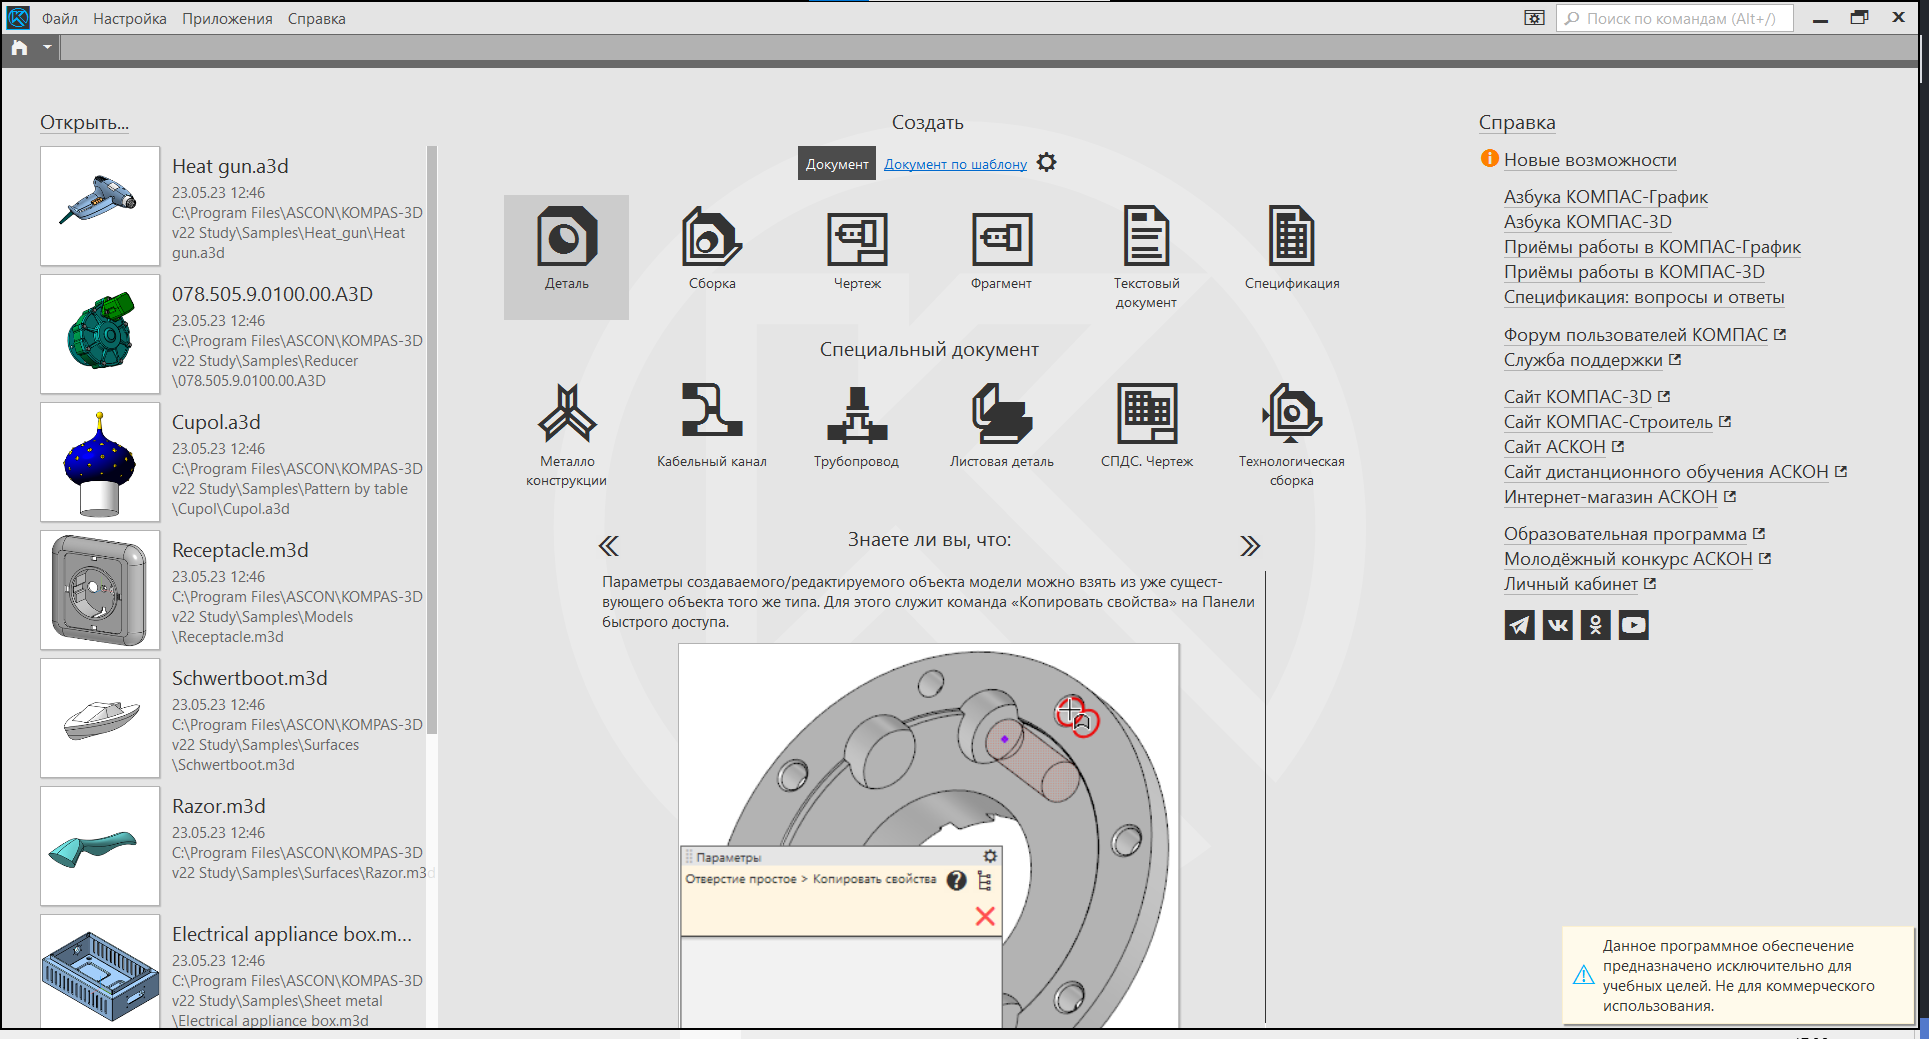 Файл Настройка Приложения Справка
Поиск по командам (Alt+/)
Открыть...
Heat gun.a3d
23.05.23 12:46
C:\Program Files\ASCON\KOMPAS-3D
v22 Study\Samples\Heat_gun\Heat
gun.a3d
078.505.9.0100.00.A3D
23.05.23 12:46
C:\Program Files\ASCON\KOMPAS-3D
v22 Study\Samples\Reducer
\078.505.9.0100.00.A3D
Cupol.a3d
23.05.23 12:46
C:\Program Files\ASCON\KOMPAS-3D
v22 Study\Samples\Pattern by table
\Cupol\Cupol.a3d
Receptacle.m3d
23.05.23 12:46
C:\Program Files\ASCON\KOMPAS-3D
v22 Study\Samples\Models
\Receptacle.m3d
Schwertboot.m3d
23.05.23 12:46
C:\Program Files\ASCON\KOMPAS-3D
v22 Study\Samples\Surfaces
\Schwertboot.m3d
Razor.m3d
23.05.23 12:46
C:\Program Files\ASCON\KOMPAS-3D
v22 Study\Samples\Surfaces\Razor.m3d
Electrical appliance box.m...
23.05.23 12:46
C:\Program Files\ASCON\KOMPAS-3D
v22 Study\Samples\Sheet metal
\Electrical appliance box.m3d
Создать
Документ Документ по шаблону
Деталь
Сборка
Чертеж
Фрагмент
Текстовый
документ
Спецификация
Специальный документ
Металло
конструкции
Кабельный канал
Трубопровод
Листовая деталь
СПДС. Чертеж
Технологическая
сборка
Знаете ли вы, что:
Параметры создаваемого/редактируемого объекта модели можно взять из уже сущест-
вующего объекта того же типа. Для этого служит команда «Копировать свойства» на Панели
быстрого доступа.
Параметры
Отверстие простое > Копировать свойства
Справка
Новые возможности
Азбука КОМПАС-График
Азбука КОМПАС-3D
Приёмы работы в КОМПАС-График
Приёмы работы в КОМПАС-3D
Спецификация: вопросы и ответы
Форум пользователей КОМПАС
Служба поддержки
Сайт КОМПАС-3D
Сайт КОМПАС-Строитель
Сайт АСКОН
Сайт дистанционного обучения АСКОН
Интернет-магазин АСКОН
Образовательная программа
Молодёжный конкурс АСКОН
Личный кабинет
Данное программное обеспечение
предназначено исключительно для
учебных целей. Не для коммерческого
использования.